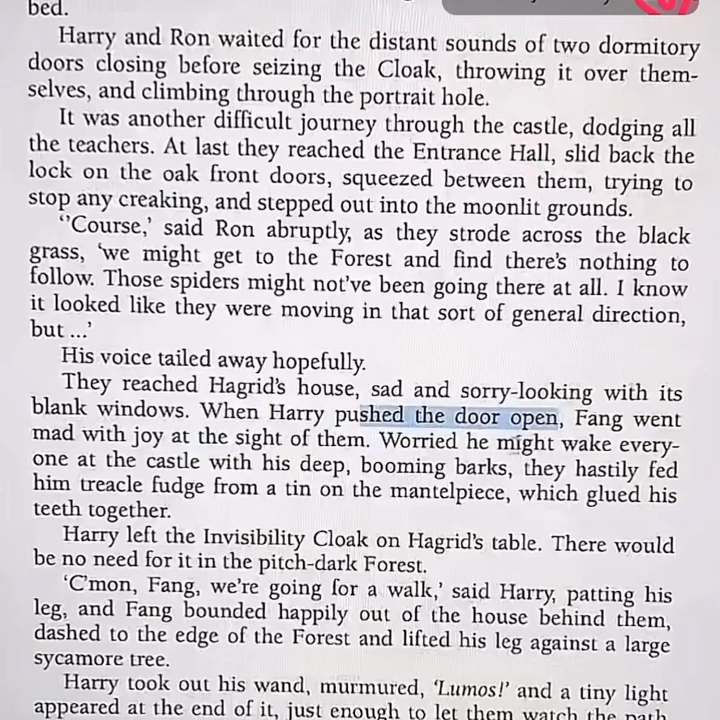 bed.
Harry and Ron waited for the distant sounds of two dormitory
doors closing before seizing the Cloak, throwing it over them-
selves, and climbing through the portrait hole.
It was another difficult journey through the castle, dodging all
the teachers. At last they reached the Entrance Hall, slid back the
lock on the oak front doors, squeezed between them, trying to
stop any creaking, and stepped out into the moonlit grounds.
‘’Course,’ said Ron abruptly, as they strode across the black
grass, ‘we might get to the Forest and find there’s nothing to
follow. Those spiders might not’ve been going there at all. I know
it looked like they were moving in that sort of general direction,
but ...’
His voice tailed away hopefully.
They reached Hagrid’s house, sad and sorry-looking with its
blank windows. When Harry pushed the door open, Fang went
mad with joy at the sight of them. Worried he might wake every-
one at the castle with his deep, booming barks, they hastily fed
him treacle fudge from a tin on the mantelpiece, which glued his
teeth together.
Harry left the Invisibility Cloak on Hagrid’s table. There would
be no need for it in the pitch-dark Forest.
‘C’mon, Fang, we’re going for a walk,’ said Harry, patting his
leg, and Fang bounded happily out of the house behind them,
dashed to the edge of the Forest and lifted his leg against a large
sycamore tree.
Harry took out his wand, murmured, ‘Lumos!’ and a tiny light
appeared at the end of it, just enough to let them watch the path